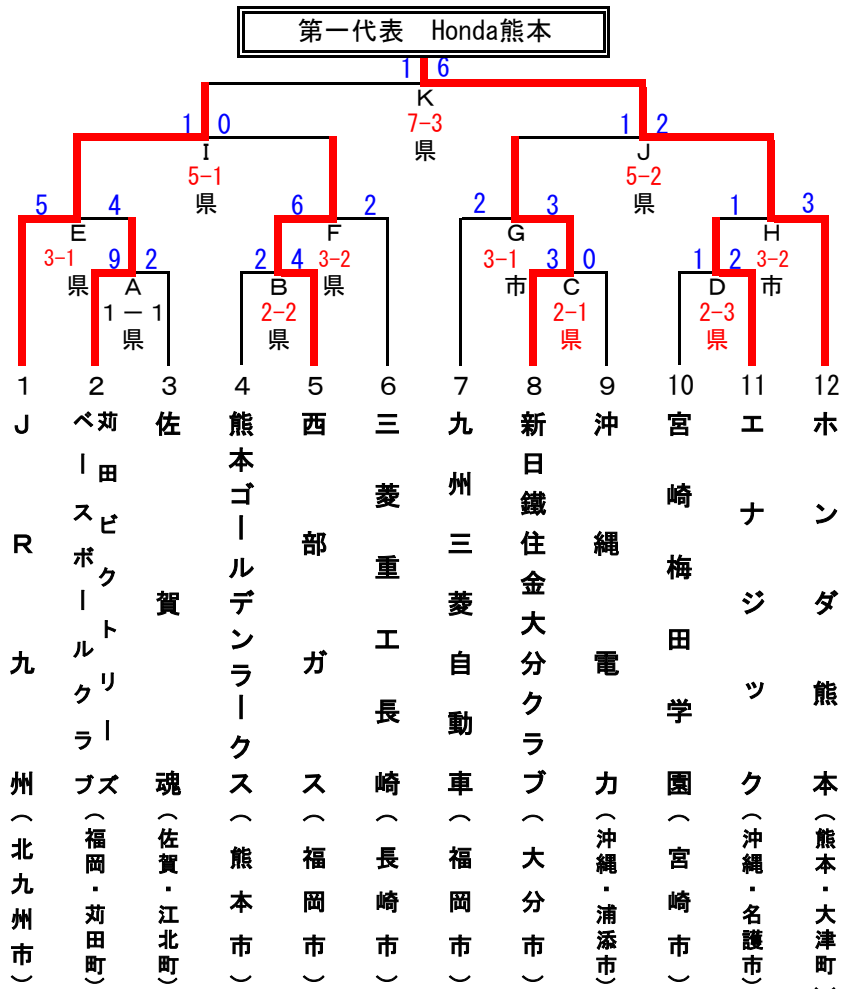 第一代表 Honda熊本
1 6
K
7-3
県
1 0
I
5-1
県
1 2
J
5-2
県
5 4
E
3-1
県
6 2
F
3-2
県
2 3
G
3-1
市
1 3
H
3-2
市
9 2
A
1－1
県
2 4
B
2-2
県
3 0
C
2-1
県
1 2
D
2-3
県
1 2 3 4 5 6 7 8 9 10 11 12
JR九州（北九州市）
苅田ビクトリーズ
ベースボールクラブ
（福岡・苅田町）
佐賀魂（佐賀・江北町）
熊本ゴールデンラークス（熊本市）
西部ガス（福岡市）
三菱重工長崎（長崎市）
九州三菱自動車（福岡市）
新日鐵住金大分クラブ（大分市）
沖縄電力（沖縄・浦添市）
宮崎梅田学園（宮崎市）
エナジック（沖縄・名護市）
ホンダ熊本（熊本・大津町）